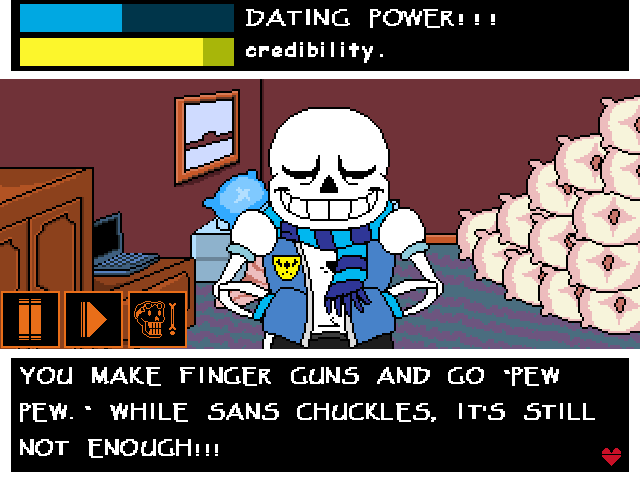 DATING POWER!!!
credibility.
YOU MAKE FINGER GUNS AND GO "PEW
PEW." WHILE SANS CHUCKLES, IT'S STILL
NOT ENOUGH!!!